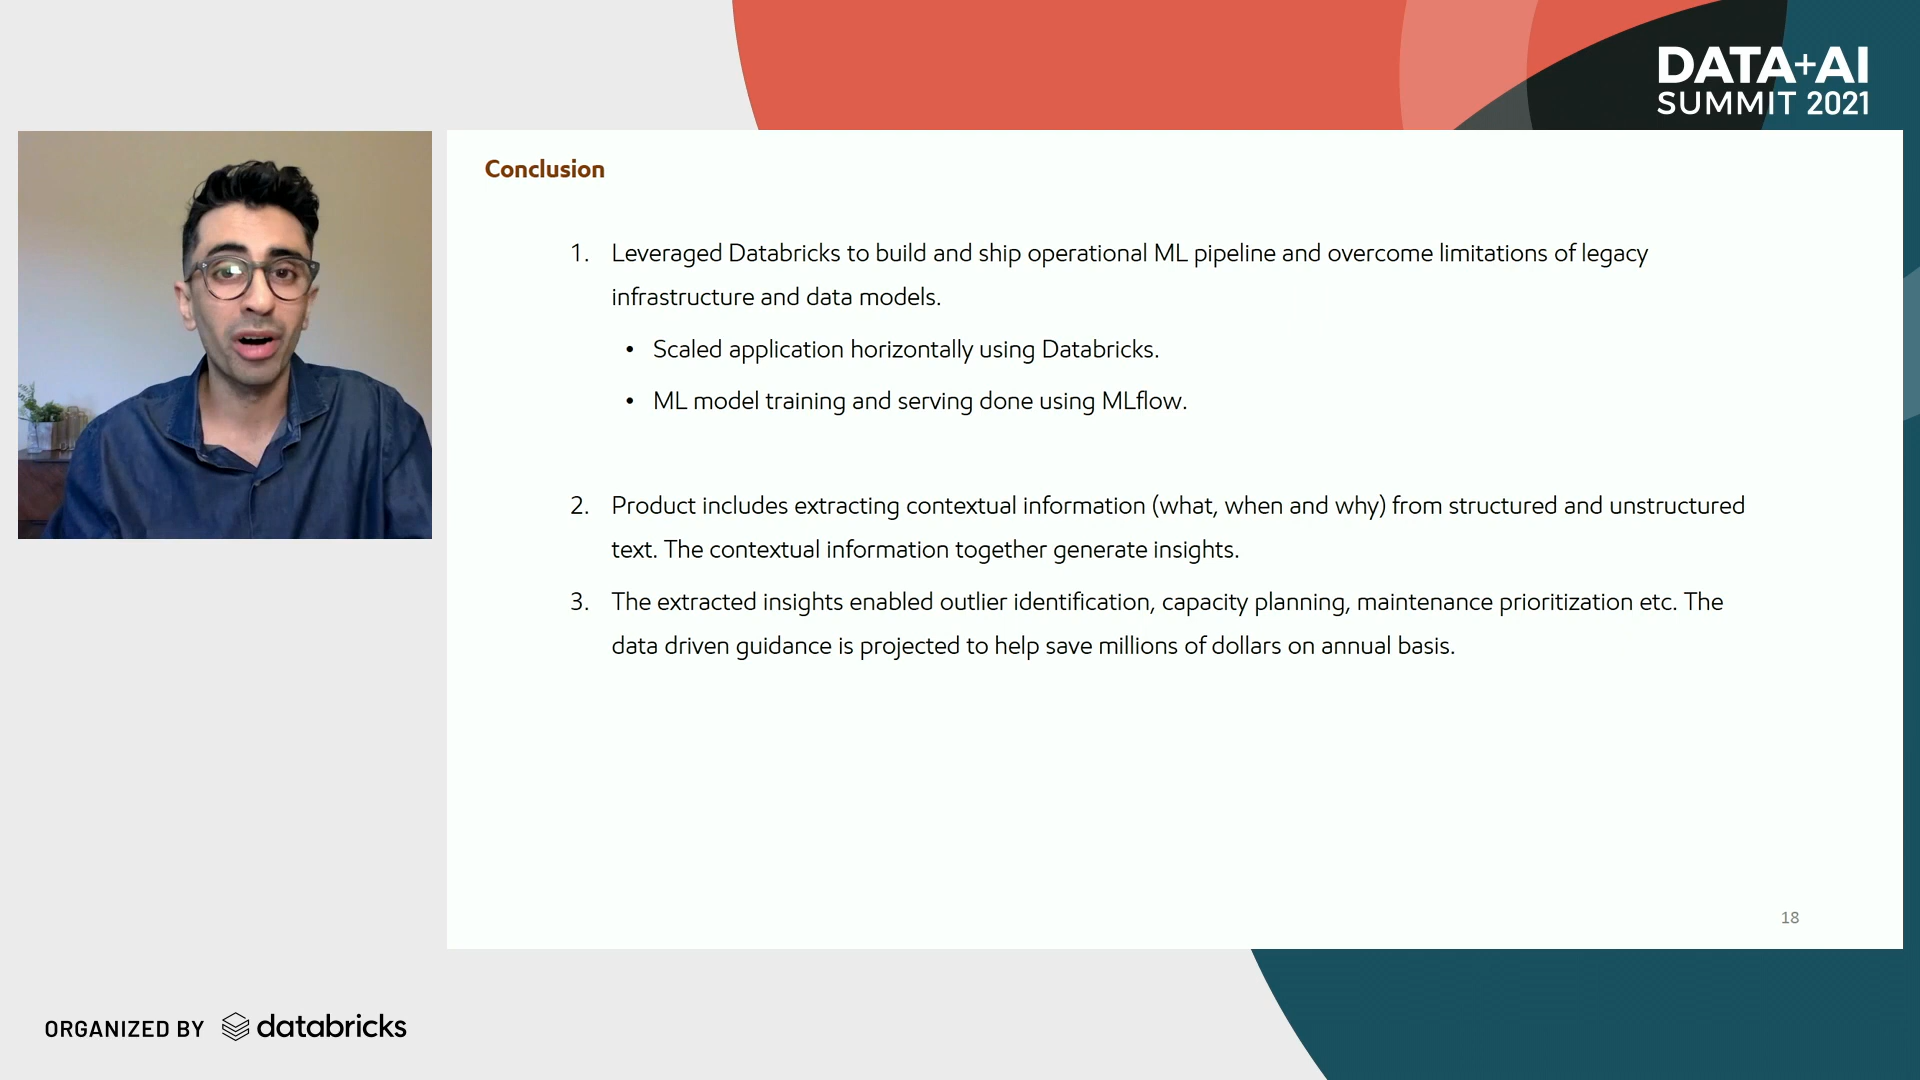 DATA+AI
SUMMIT 2021
Conclusion
1. Leveraged Databricks to build and ship operational ML pipeline and overcome limitations of legacy
infrastructure and data models.
• Scaled application horizontally using Databricks.
• ML model training and serving done using MLflow.
2. Product includes extracting contextual information (what, when and why) from structured and unstructured
text. The contextual information together generate insights.
3. The extracted insights enabled outlier identification, capacity planning, maintenance prioritization etc. The
data driven guidance is projected to help save millions of dollars on annual basis.
18
ORGANIZED BY databricks